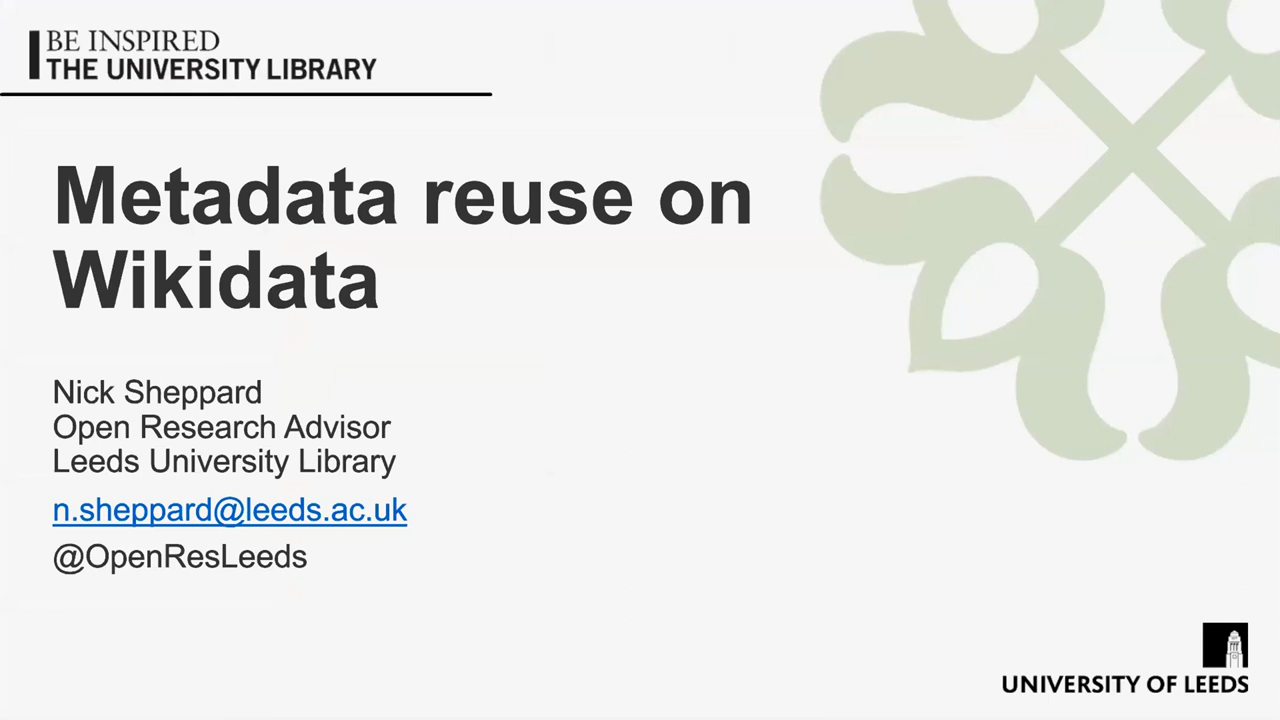 BE INSPIRED
THE UNIVERSITY LIBRARY
Metadata reuse on
Wikidata
Nick Sheppard
Open Research Advisor
Leeds University Library
n.sheppard@leeds.ac.uk
@OpenResLeeds
UNIVERSITY OF LEEDS